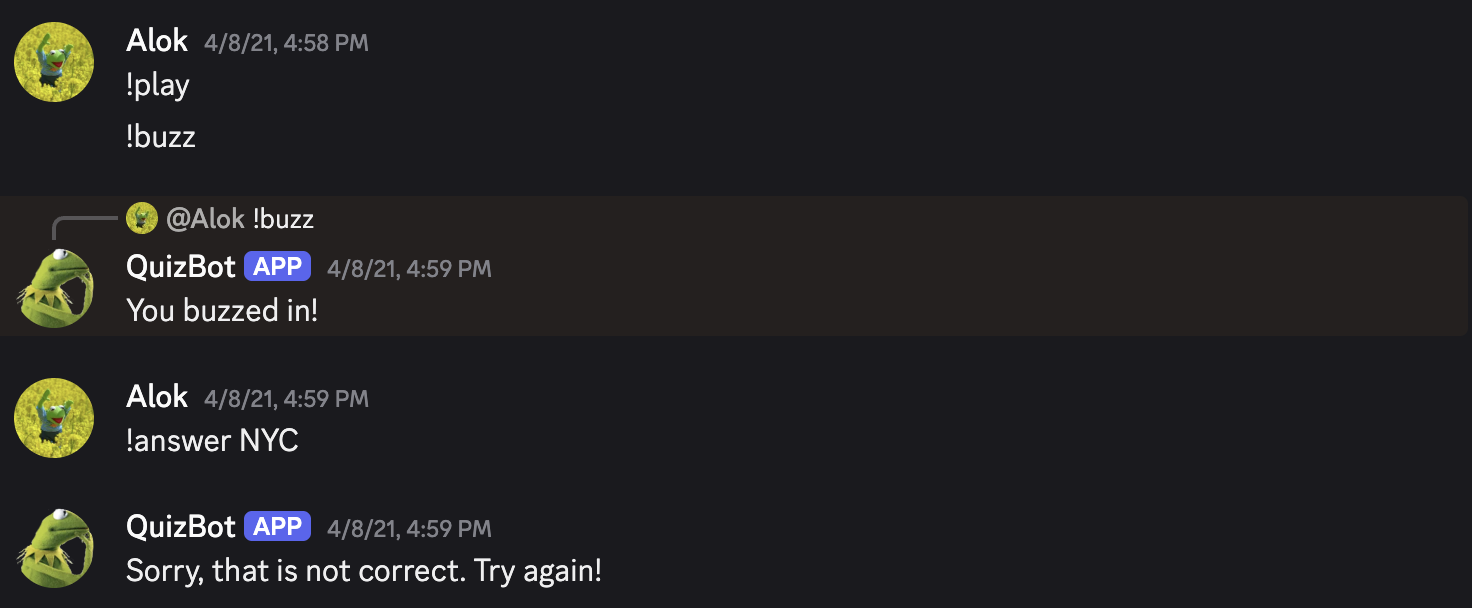 Alok 4/8/21, 4:58 PM
!play
!buzz
@Alok !buzz
QuizBot APP 4/8/21, 4:59 PM
You buzzed in!
Alok 4/8/21, 4:59 PM
!answer NYC
QuizBot APP 4/8/21, 4:59 PM
Sorry, that is not correct. Try again!